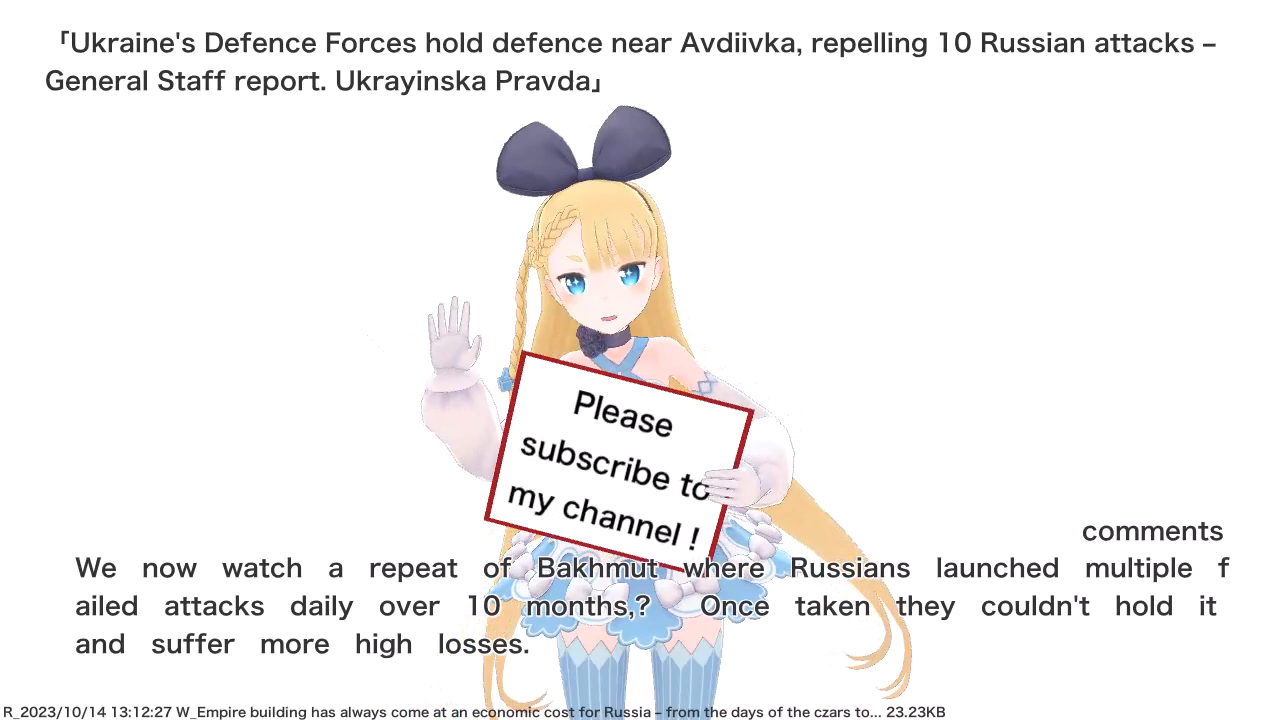 「Ukraine's Defence Forces hold defence near Avdiivka, repelling 10 Russian attacks –
General Staff report. Ukrayinska Pravda」
Please
subscribe to
my channel !
comments
We now watch a repeat of Bakhmut where Russians launched multiple f
ailed attacks daily over 10 months,? Once taken they couldn't hold it
and suffer more high losses.
R_2023/10/14 13:12:27 W_Empire building has always come at an economic cost for Russia – from the days of the czars to... 23.23KB